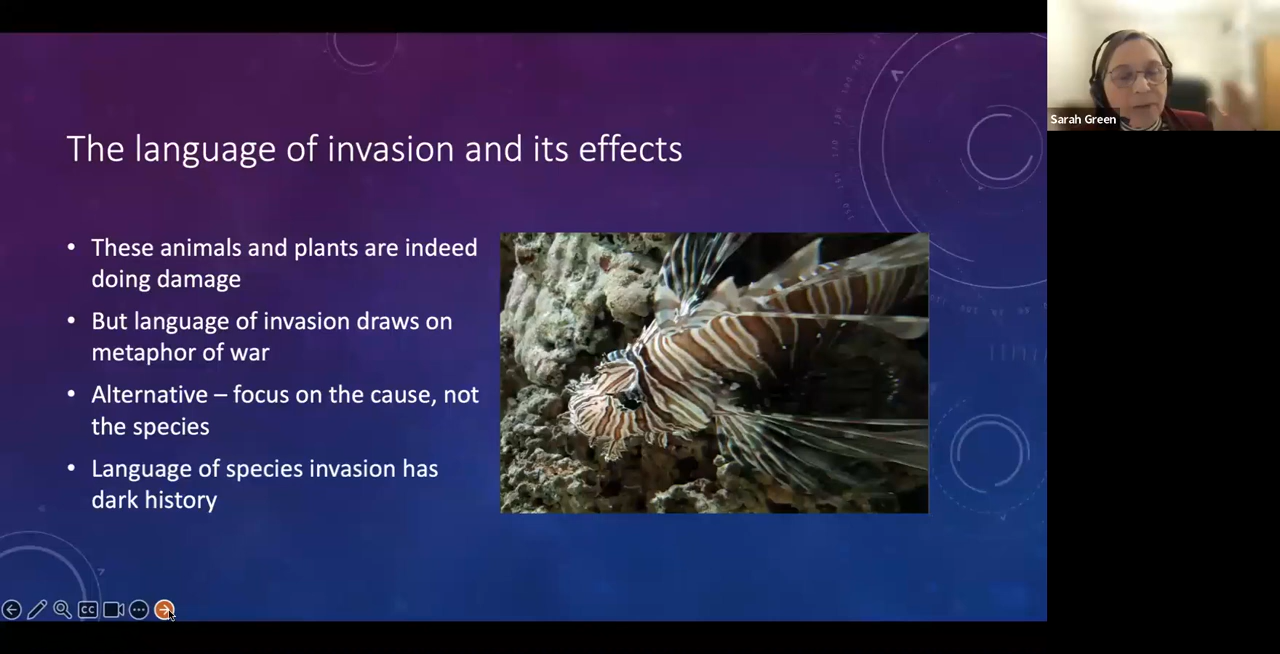 The language of invasion and its effects
• These animals and plants are indeed
doing damage
• But language of invasion draws on
metaphor of war
• Alternative – focus on the cause, not
the species
• Language of species invasion has
dark history
Sarah Green
CC